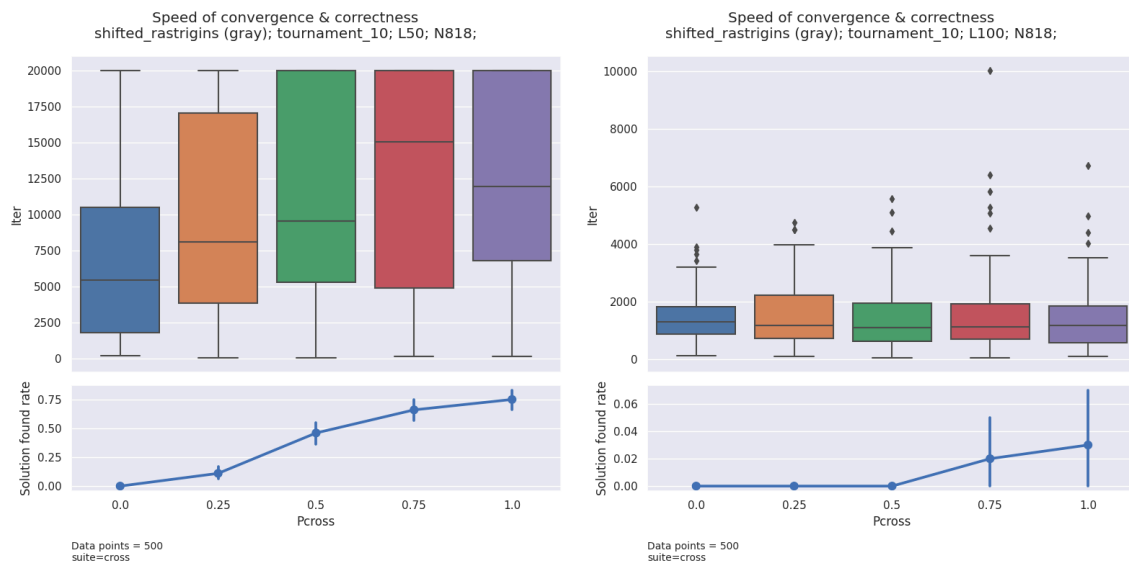 Speed of convergence & correctness
shifted_rastrigins (gray); tournament_10; L50; N818;
20000
17500
15000
12500
10000
7500
5000
2500
0
Iter
0.75
0.50
0.25
0.00
Solution found rate
0.0 0.25 0.5 0.75 1.0
Pcross
Data points = 500
suite=cross
Speed of convergence & correctness
shifted_rastrigins (gray); tournament_10; L100; N818;
10000
8000
6000
4000
2000
0
Iter
0.06
0.04
0.02
0.00
Solution found rate
0.0 0.25 0.5 0.75 1.0
Pcross
Data points = 500
suite=cross